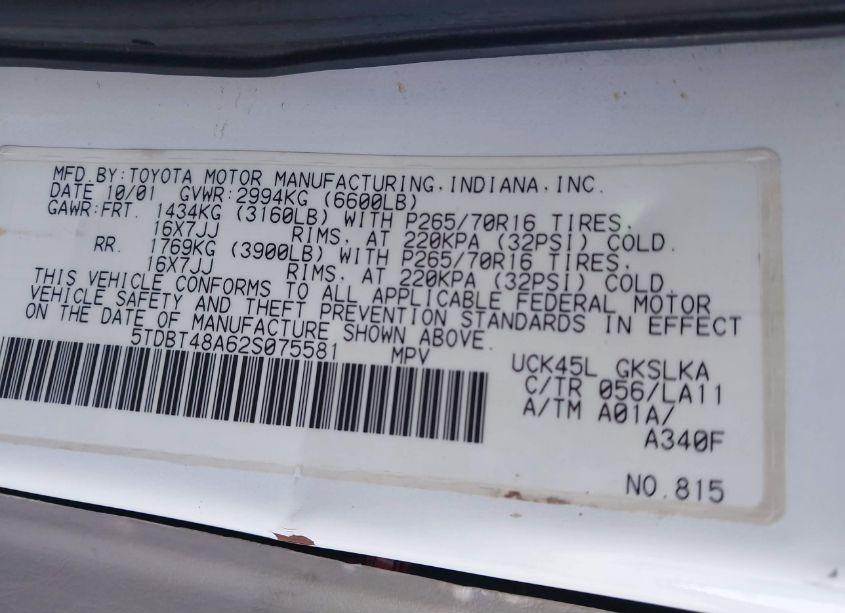 MFD.BY:TOYOTA MOTOR MANUFACTURING,INDIANA,INC.
DATE 10/01 GVWR:2994KG (6600LB)
GAWR:FRT. 1434KG (3160LB) WITH P265/70R16 TIRES.
16X7JJ RIMS, AT 220KPA (32PSI) COLD.
RR. 1769KG (3900LB) WITH P265/70R16 TIRES.
16X7JJ RIMS, AT 220KPA (32PSI) COLD.
THIS VEHICLE CONFORMS TO ALL APPLICABLE FEDERAL MOTOR
VEHICLE SAFETY AND THEFT PREVENTION STANDARDS IN EFFECT
ON THE DATE OF MANUFACTURE SHOWN ABOVE.
5TDBT48A62S075581 MPV
UCK45L GKSLKA
C/TR 056/LA11
A/TM A01A/
A340F
NO.815